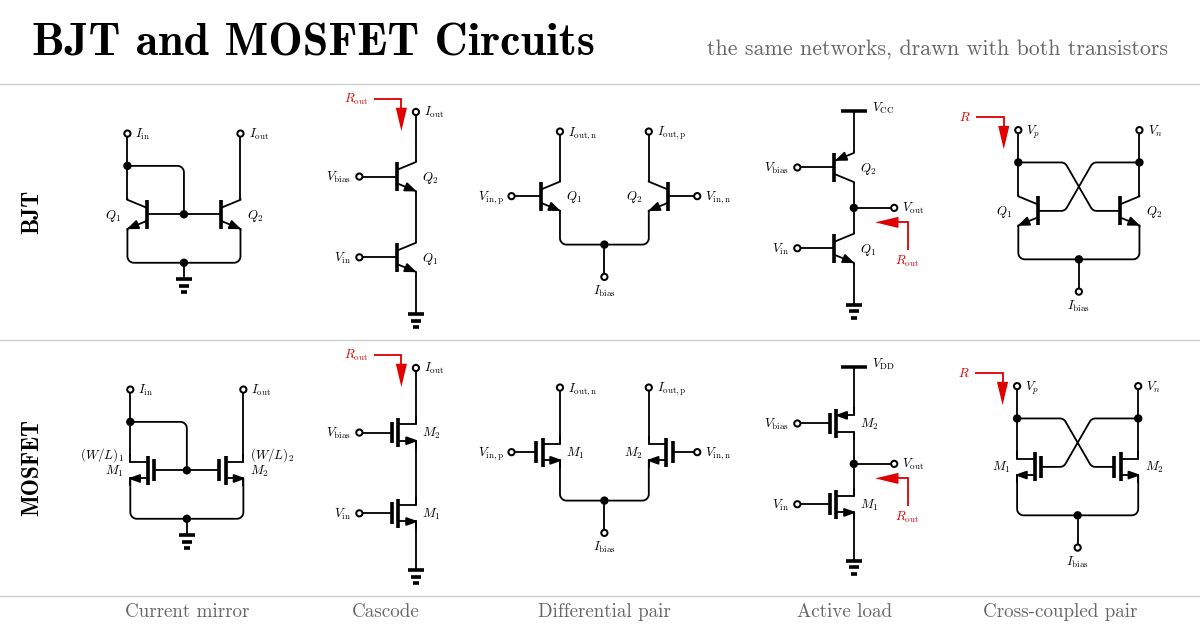 BJT and MOSFET Circuits
the same networks, drawn with both transistors
BJT
I_in
I_out
Q_1
Q_2
R_out
I_out
V_bias
Q_2
V_in
Q_1
I_out,n
I_out,p
V_in,p
Q_1
Q_2
V_in,n
I_bias
V_CC
V_bias
Q_2
V_out
V_in
Q_1
R_out
R
V_p
V_n
Q_1
Q_2
I_bias
MOSFET
I_in
I_out
(W/L)_1
M_1
(W/L)_2
M_2
R_out
I_out
V_bias
M_2
V_in
M_1
I_out,n
I_out,p
V_in,p
M_1
M_2
V_in,n
I_bias
V_DD
V_bias
M_2
V_out
V_in
M_1
R_out
R
V_p
V_n
M_1
M_2
I_bias
Current mirror
Cascode
Differential pair
Active load
Cross-coupled pair